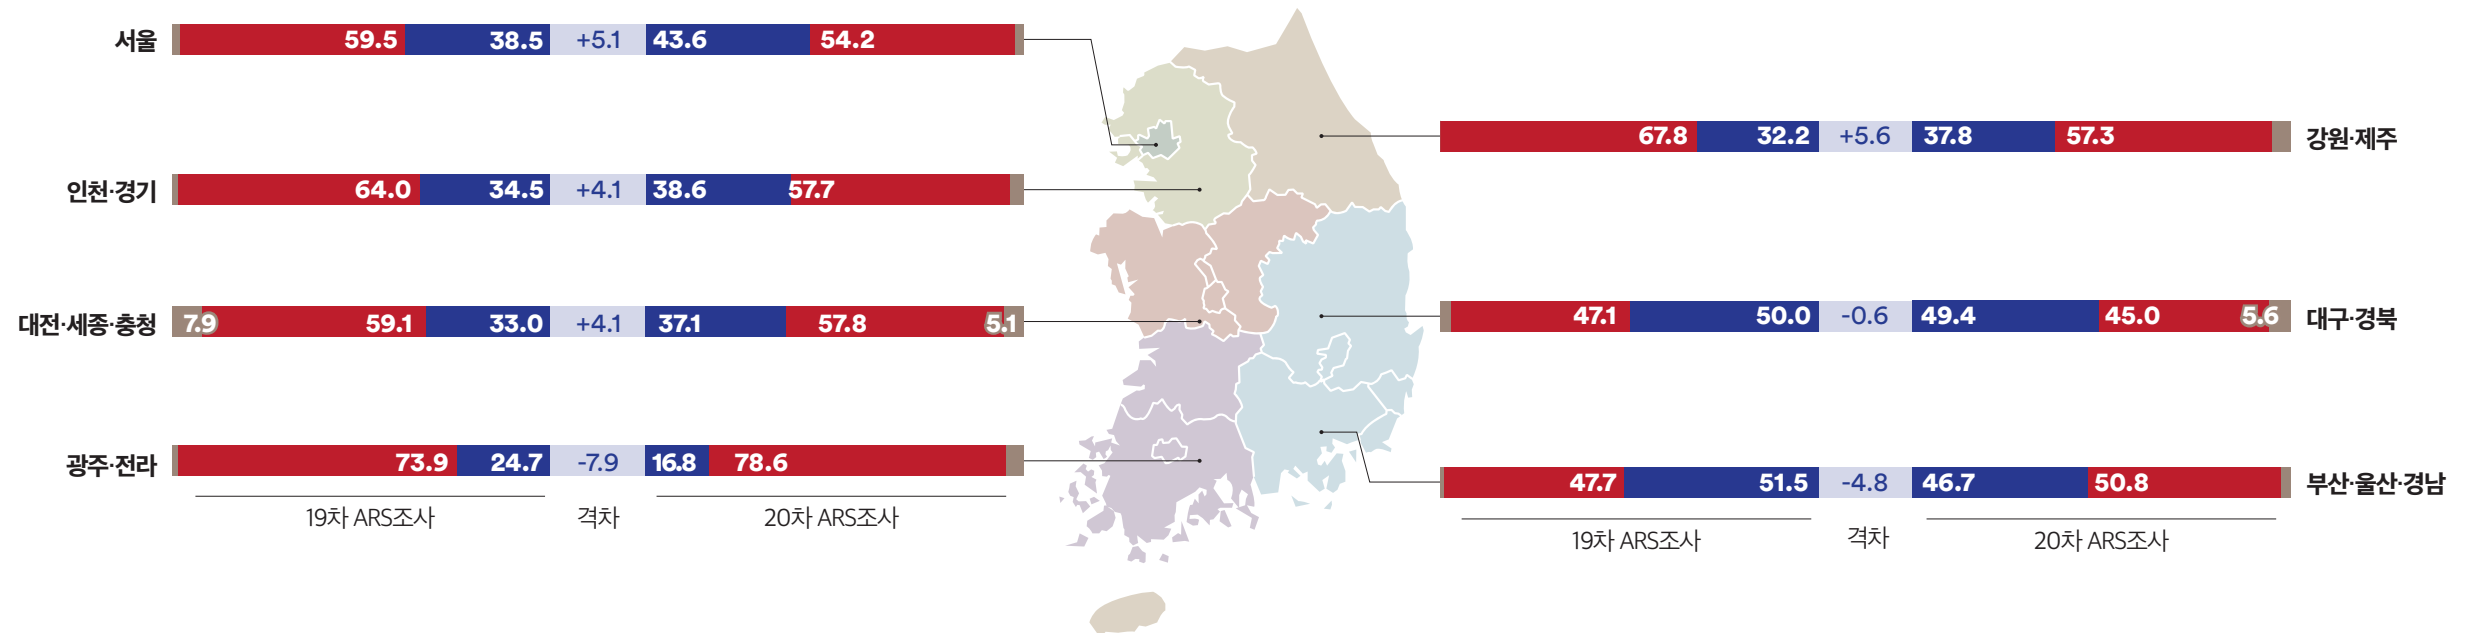 서울 59.5 38.5 +5.1 43.6 54.2
인천·경기 64.0 34.5 +4.1 38.6 57.7
대전·세종·충청 7.9 59.1 33.0 +4.1 37.1 57.8 5.1
광주·전라 73.9 24.7 -7.9 16.8 78.6
19차 ARS조사 격차 20차 ARS조사
67.8 32.2 +5.6 37.8 57.3 강원·제주
47.1 50.0 -0.6 49.4 45.0 5.6 대구·경북
47.7 51.5 -4.8 46.7 50.8 부산·울산·경남
19차 ARS조사 격차 20차 ARS조사